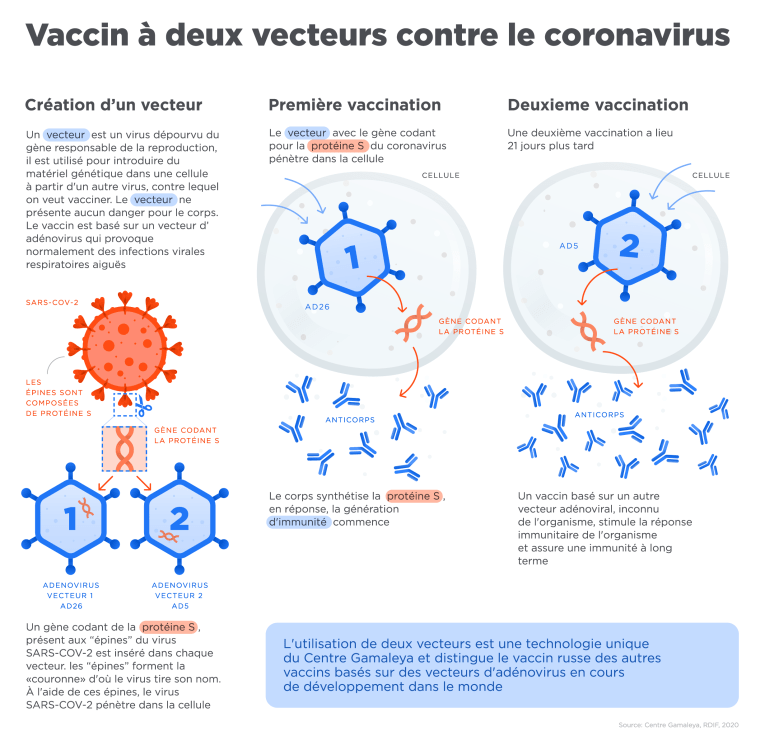 Vaccin à deux vecteurs contre le coronavirus
Création d'un vecteur
Un vecteur est un virus dépourvu du
gène responsable de la reproduction,
il est utilisé pour introduire du
matériel génétique dans une cellule
à partir d'un autre virus, contre lequel
on veut vacciner. Le vecteur ne
présente aucun danger pour le corps.
Le vaccin est basé sur un vecteur d'
adénovirus qui provoque
normalement des infections virales
respiratoires aiguës
SARS-COV-2
LES
ÉPINES SONT
COMPOSÉES
DE PROTÉINE S
GÈNE CODANT
LA PROTÉINE S
1
2
ADENOVIRUS
VECTEUR 1
AD26
ADENOVIRUS
VECTEUR 2
AD5
Un gène codant de la protéine S,
présent aux "épines" du virus
SARS-COV-2 est inséré dans chaque
vecteur. les "épines" forment la
«couronne» d'où le virus tire son nom.
À l'aide de ces épines, le virus
SARS-COV-2 pénètre dans la cellule
Première vaccination
Le vecteur avec le gène codant
pour la protéine S du coronavirus
pénètre dans la cellule
CELLULE
1
AD26
GÈNE CODANT
LA PROTÉINE S
ANTICORPS
Le corps synthétise la protéine S,
en réponse, la génération
d'immunité commence
Deuxieme vaccination
Une deuxième vaccination a lieu
21 jours plus tard
CELLULE
AD5
2
GÈNE CODANT
LA PROTÉINE S
ANTICORPS
Un vaccin basé sur un autre
vecteur adénoviral, inconnu
de l'organisme, stimule la réponse
immunitaire de l'organisme
et assure une immunité à long
terme
L'utilisation de deux vecteurs est une technologie unique
du Centre Gamaleya et distingue le vaccin russe des autres
vaccins basés sur des vecteurs d'adénovirus en cours
de développement dans le monde
Source: Centre Gamaleya, RDIF, 2020